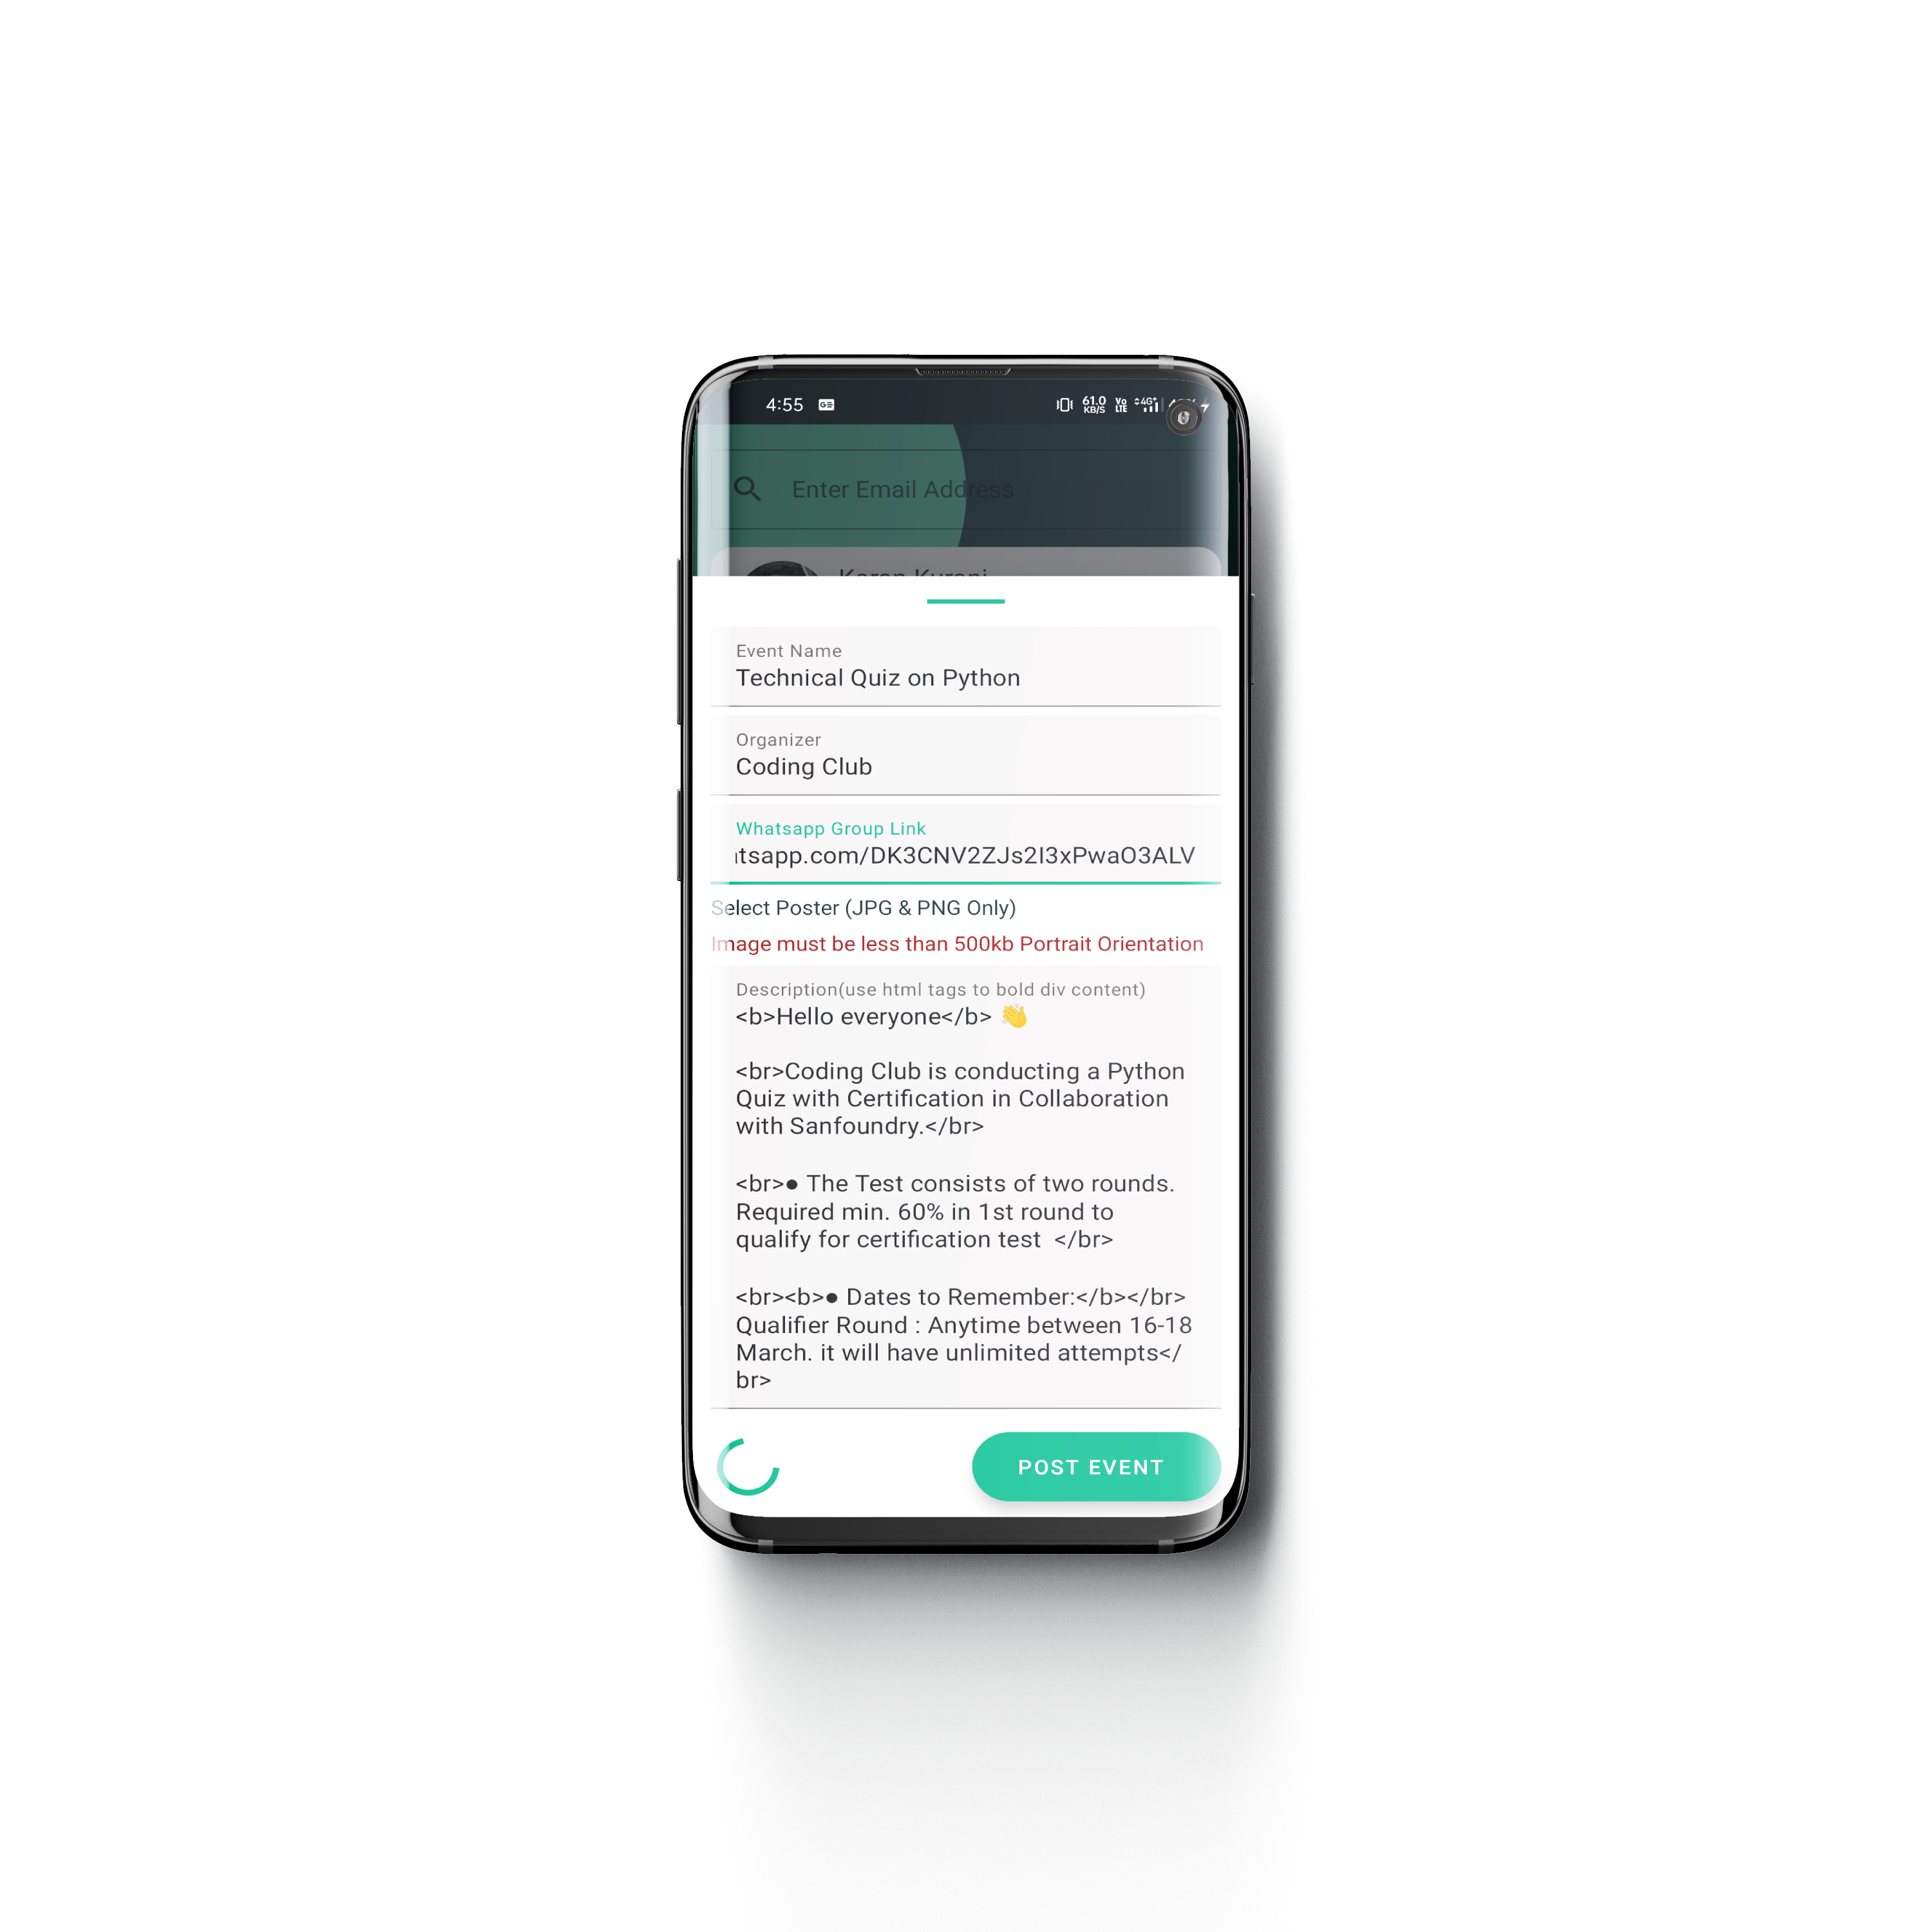 4:55 GE 61.0 KB/S Vo LTE 4G+
Enter Email Address
Event Name
Technical Quiz on Python
Organizer
Coding Club
Whatsapp Group Link
tsapp.com/DK3CNV2ZJs2I3xPwaO3ALV
Select Poster (JPG & PNG Only)
Image must be less than 500kb Portrait Orientation
Description(use html tags to bold div content)
<b>Hello everyone</b> 👋
<br>Coding Club is conducting a Python
Quiz with Certification in Collaboration
with Sanfoundry.</br>
<br>● The Test consists of two rounds.
Required min. 60% in 1st round to
qualify for certification test  </br>
<br><b>● Dates to Remember:</b></br>
Qualifier Round : Anytime between 16-18
March. it will have unlimited attempts</
br>
POST EVENT